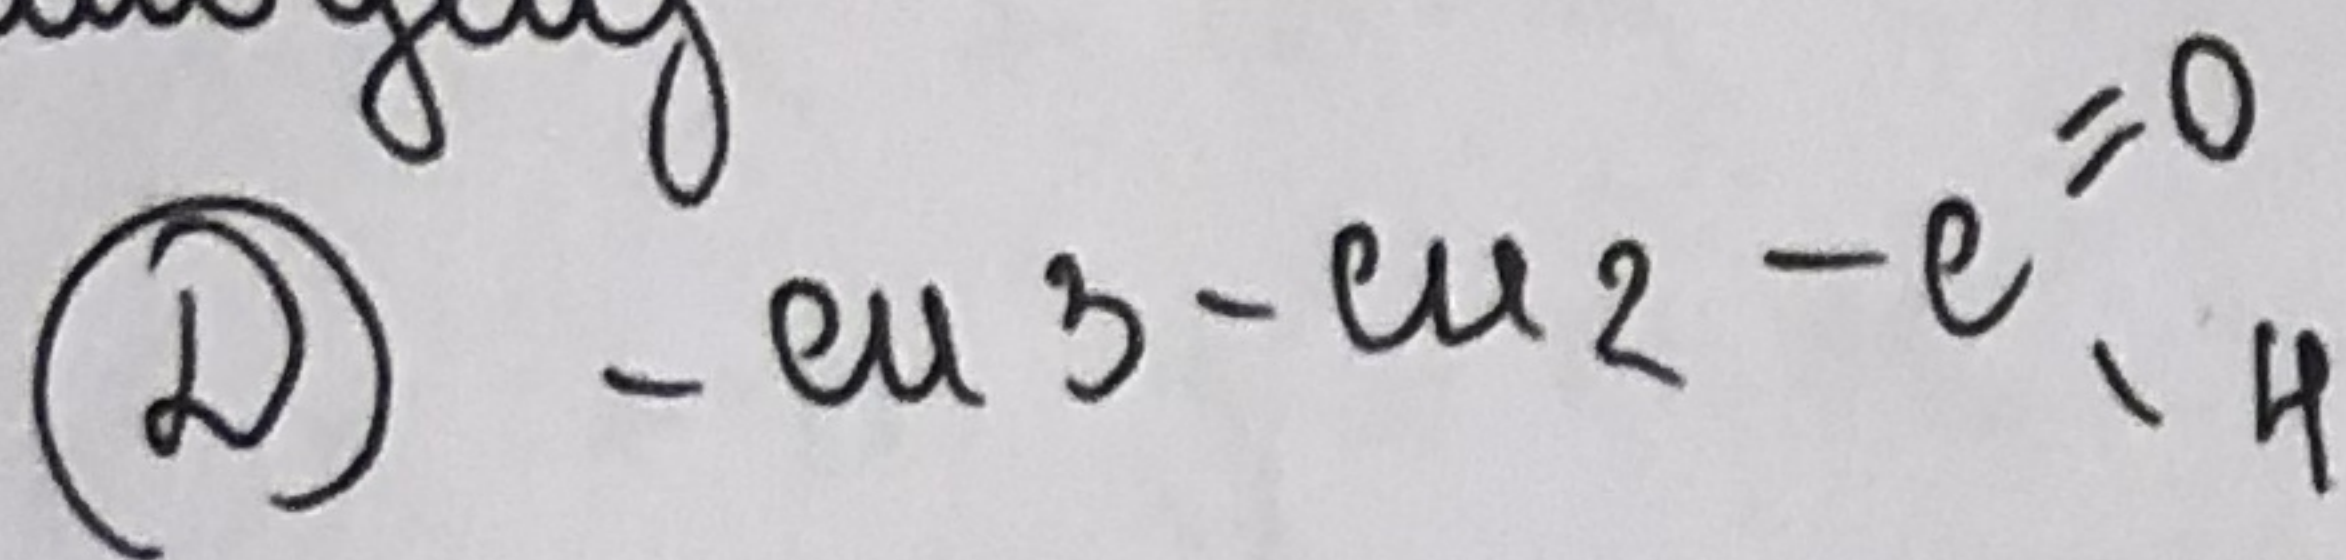 Ⓓ - CH3 - CH2 - C =O
\ H